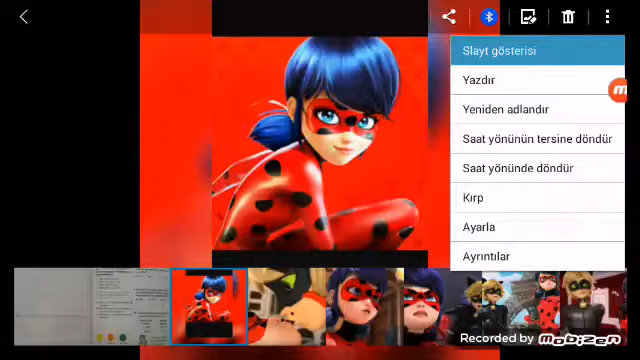 Slayt gösterisi
Yazdır
Yeniden adlandır
Saat yönünün tersine döndür
Saat yönünde döndür
Kırp
Ayarla
Ayrıntılar
Recorded by mobizen